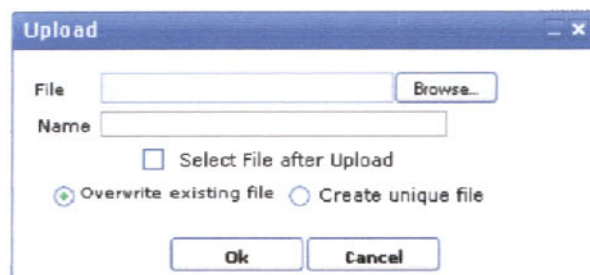 Upload
File Browse...
Name
Select File after Upload
Overwrite existing file Create unique file
Ok Cancel